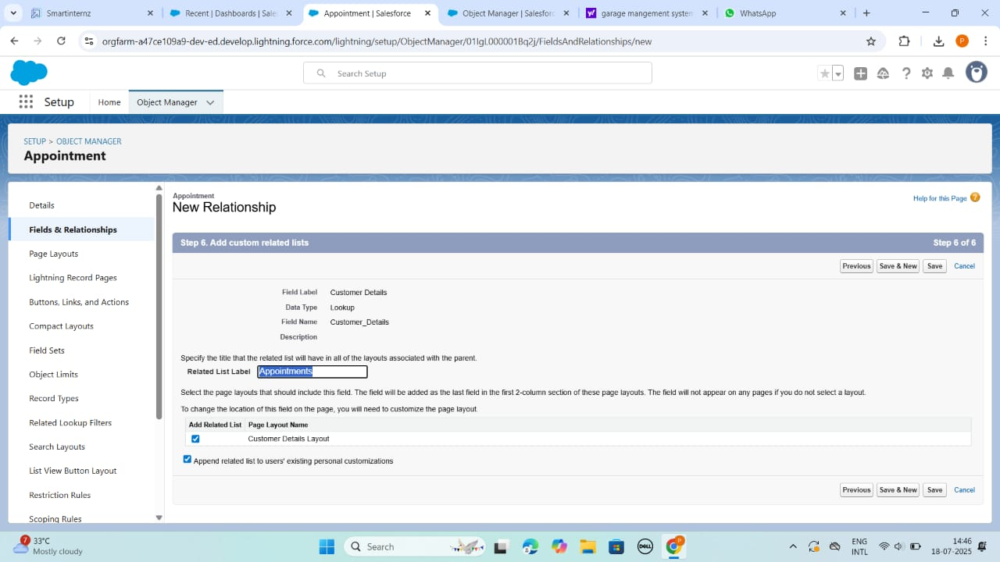 Smartinternz
Recent | Dashboards | Sale
Appointment | Salesforce
Object Manager | Salesforc
garage mangement system
WhatsApp
orgfarm-a47ce109a9-dev-ed.develop.lightning.force.com/lightning/setup/ObjectManager/01IgL000001Bq2j/FieldsAndRelationships/new
P
Search Setup
Setup
Home
Object Manager
SETUP > OBJECT MANAGER
Appointment
Details
Fields & Relationships
Page Layouts
Lightning Record Pages
Buttons, Links, and Actions
Compact Layouts
Field Sets
Object Limits
Record Types
Related Lookup Filters
Search Layouts
List View Button Layout
Restriction Rules
Scoping Rules
Appointment
New Relationship
Help for this Page ?
Step 6. Add custom related lists
Step 6 of 6
Previous Save & New Save Cancel
Field Label Customer Details
Data Type Lookup
Field Name Customer_Details
Description
Specify the title that the related list will have in all of the layouts associated with the parent.
Related List Label Appointments
Select the page layouts that should include this field. The field will be added as the last field in the first 2-column section of these page layouts. The field will not appear on any pages if you do not select a layout.
To change the location of this field on the page, you will need to customize the page layout.
Add Related List Page Layout Name
Customer Details Layout
Append related list to users' existing personal customizations
Previous Save & New Save Cancel
7
33°C
Mostly cloudy
Search
DELL
P
ENG
INTL
14:46
18-07-2025